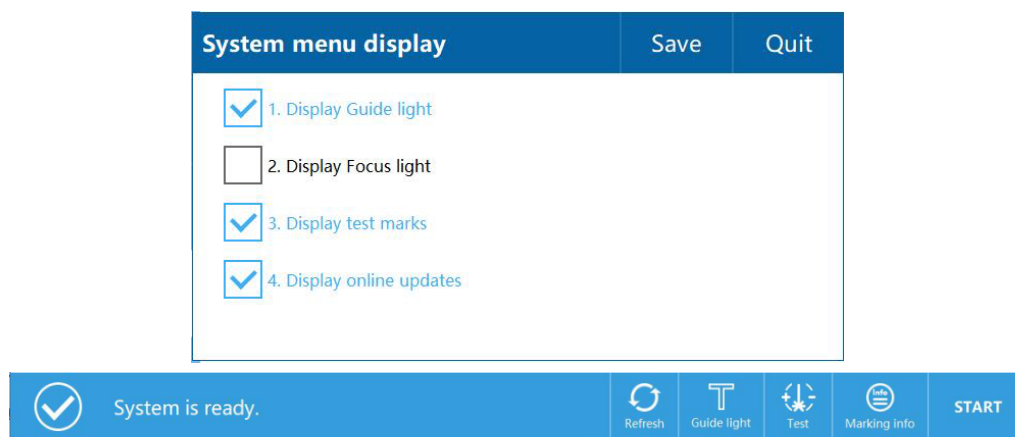 System menu display Save Quit
1. Display Guide light
2. Display Focus light
3. Display test marks
4. Display online updates
System is ready. Refresh Guide light Test Info Marking info START